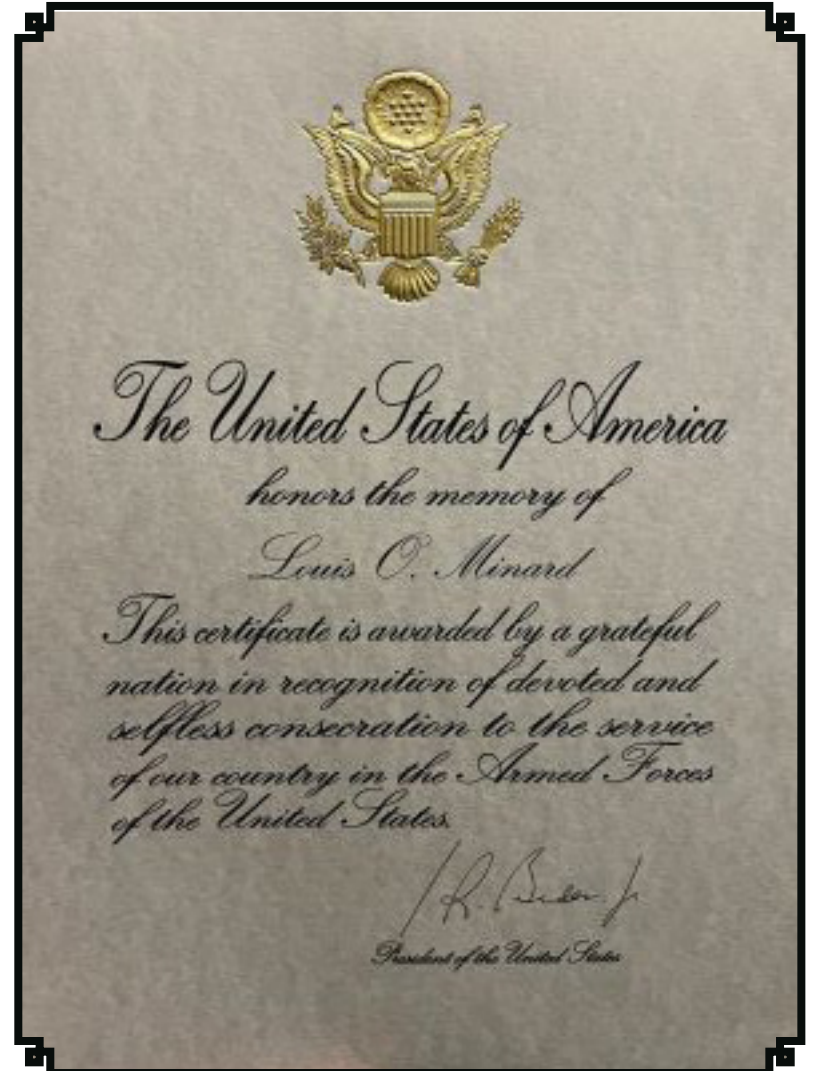 The United States of America
honors the memory of
Louis O. Minard
This certificate is awarded by a grateful
nation in recognition of devoted and
selfless consecration to the service
of our country in the Armed Forces
of the United States.
J R. Biden Jr
President of the United States